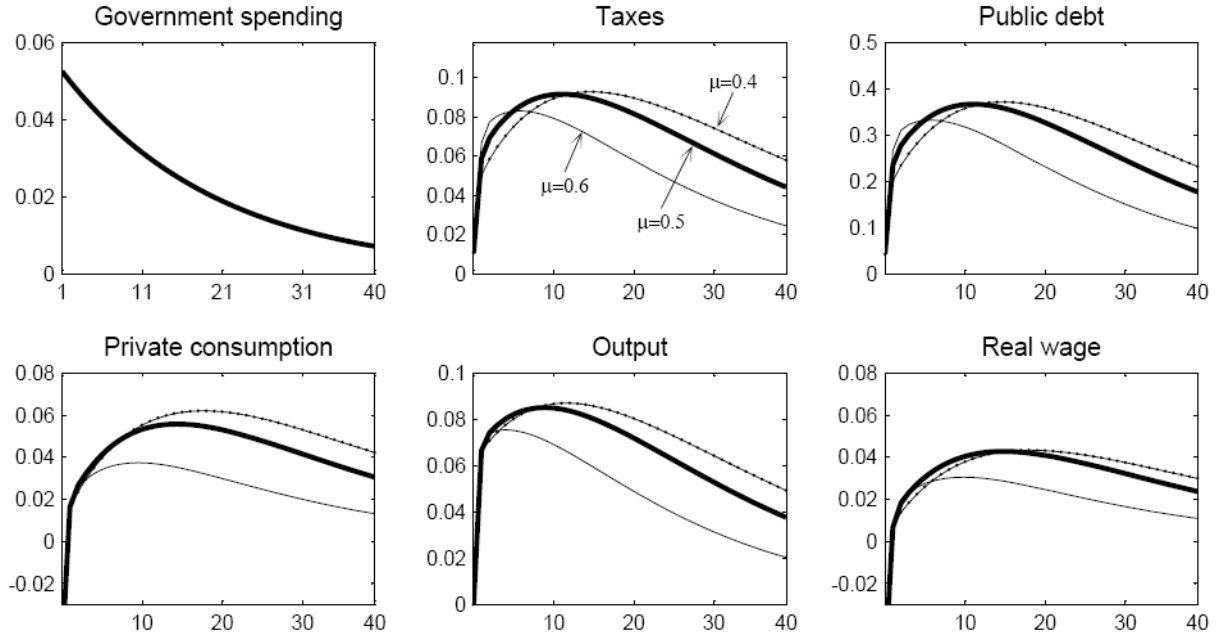 Government spending
0.06
0.04
0.02
0
1 11 21 31 40
Taxes
0.1
0.08
0.06
0.04
0.02
0
μ=0.4
μ=0.6
μ=0.5
10 20 30 40
Public debt
0.5
0.4
0.3
0.2
0.1
0
10 20 30 40
Private consumption
0.08
0.06
0.04
0.02
0
-0.02
10 20 30 40
Output
0.1
0.08
0.06
0.04
0.02
0
10 20 30 40
Real wage
0.08
0.06
0.04
0.02
0
-0.02
10 20 30 40